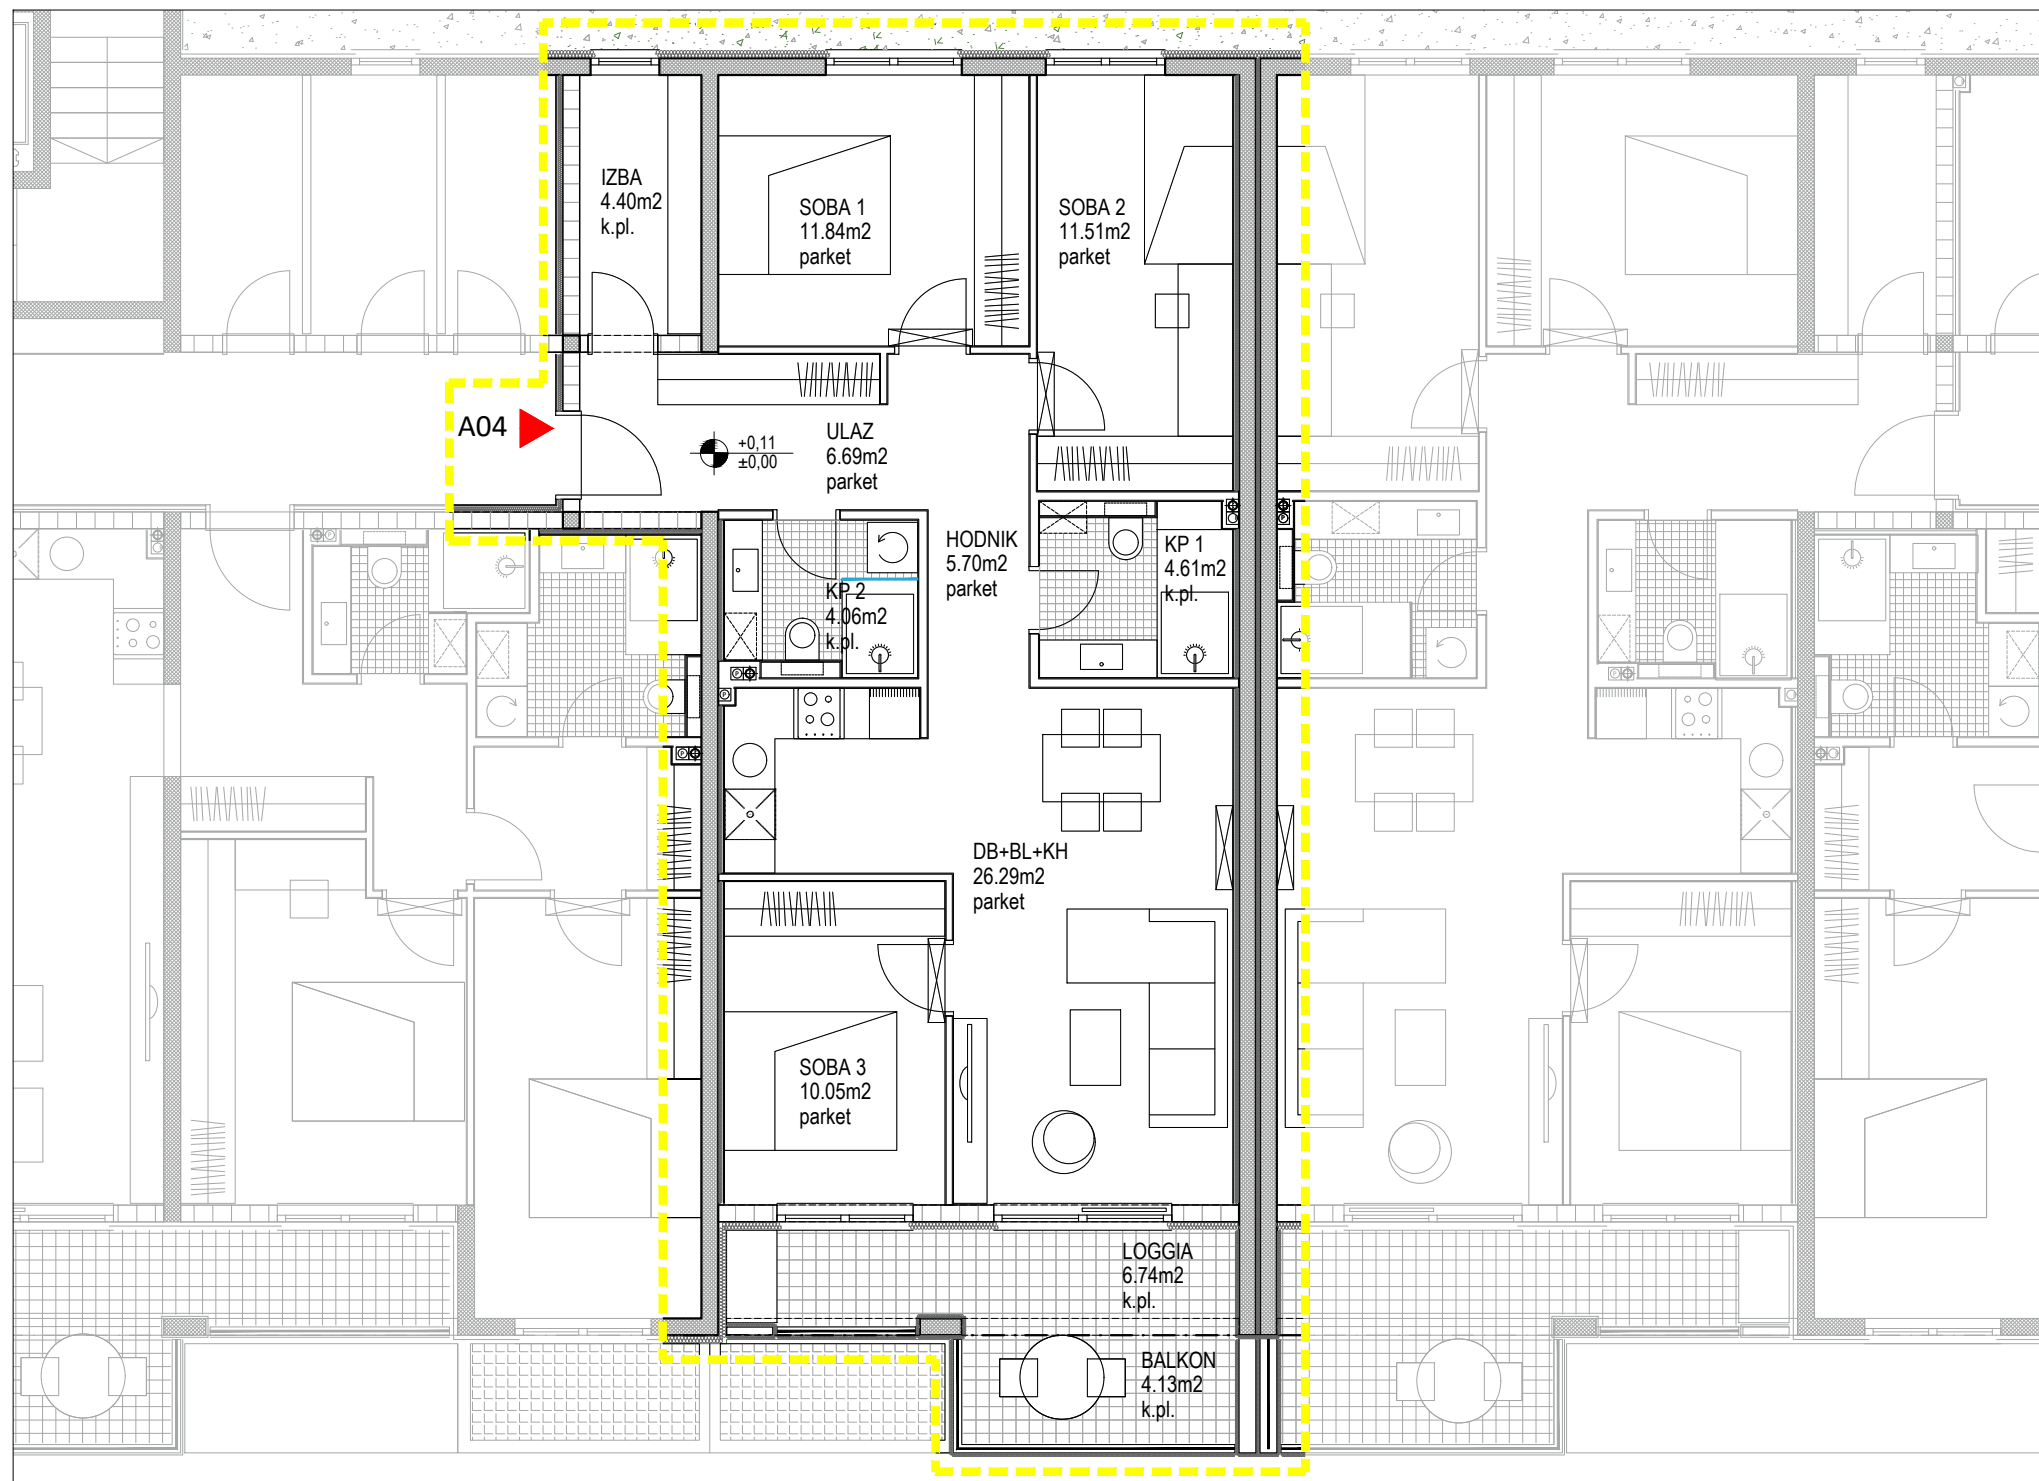 IZBA
4.40m2
k.pl.
SOBA 1
11.84m2
parket
SOBA 2
11.51m2
parket
A04
+0,11
±0,00
ULAZ
6.69m2
parket
HODNIK
5.70m2
parket
KP 1
4.61m2
k.pl.
KP 2
4.06m2
k.pl.
DB+BL+KH
26.29m2
parket
SOBA 3
10.05m2
parket
LOGGIA
6.74m2
k.pl.
BALKON
4.13m2
k.pl.